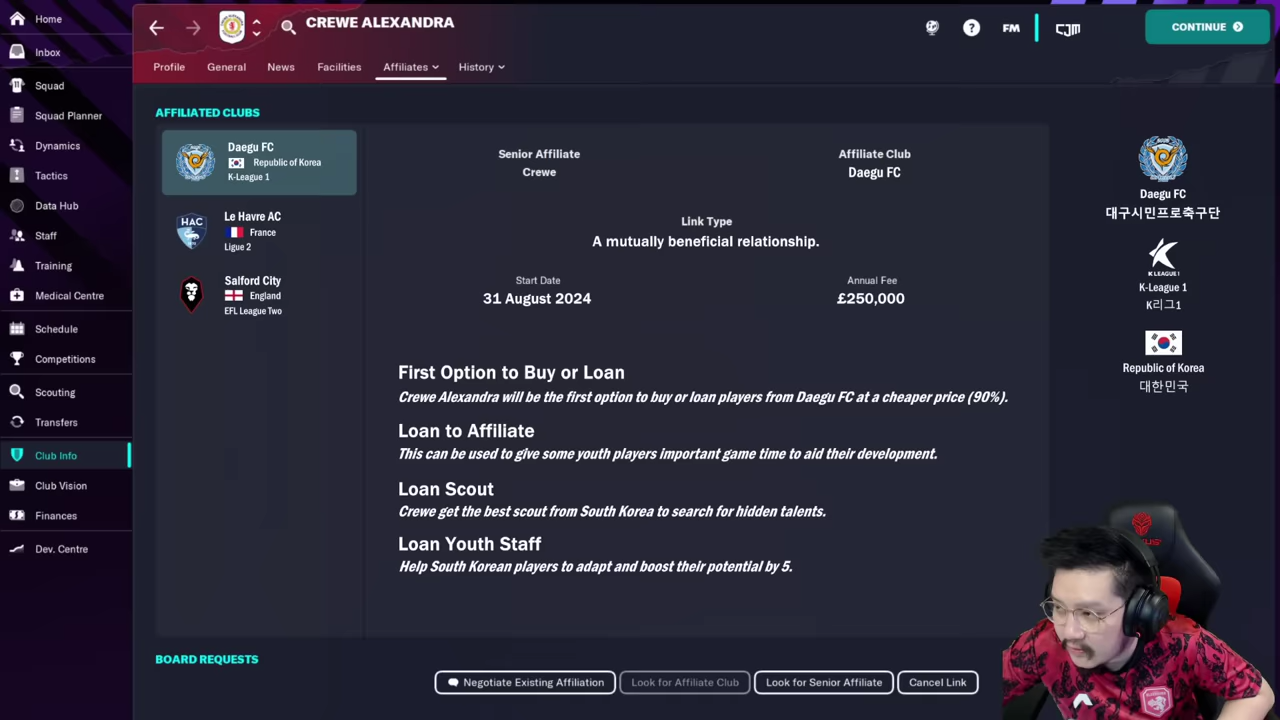 Home
Inbox
Squad
Squad Planner
Dynamics
Tactics
Data Hub
Staff
Training
Medical Centre
Schedule
Competitions
Scouting
Transfers
Club Info
Club Vision
Finances
Dev. Centre
CREWE ALEXANDRA
?
FM
CJM
CONTINUE
Profile
General
News
Facilities
Affiliates
History
AFFILIATED CLUBS
Daegu FC
Republic of Korea
K-League 1
HAC
Le Havre AC
France
Ligue 2
Salford City
England
EFL League Two
Senior Affiliate
Crewe
Affiliate Club
Daegu FC
Link Type
A mutually beneficial relationship.
Start Date
31 August 2024
Annual Fee
£250,000
First Option to Buy or Loan
Crewe Alexandra will be the first option to buy or loan players from Daegu FC at a cheaper price (90%).
Loan to Affiliate
This can be used to give some youth players important game time to aid their development.
Loan Scout
Crewe get the best scout from South Korea to search for hidden talents.
Loan Youth Staff
Help South Korean players to adapt and boost their potential by 5.
Daegu FC
대구시민프로축구단
K LEAGUE 1
K-League 1
K리그1
Republic of Korea
대한민국
BOARD REQUESTS
Negotiate Existing Affiliation
Look for Affiliate Club
Look for Senior Affiliate
Cancel Link